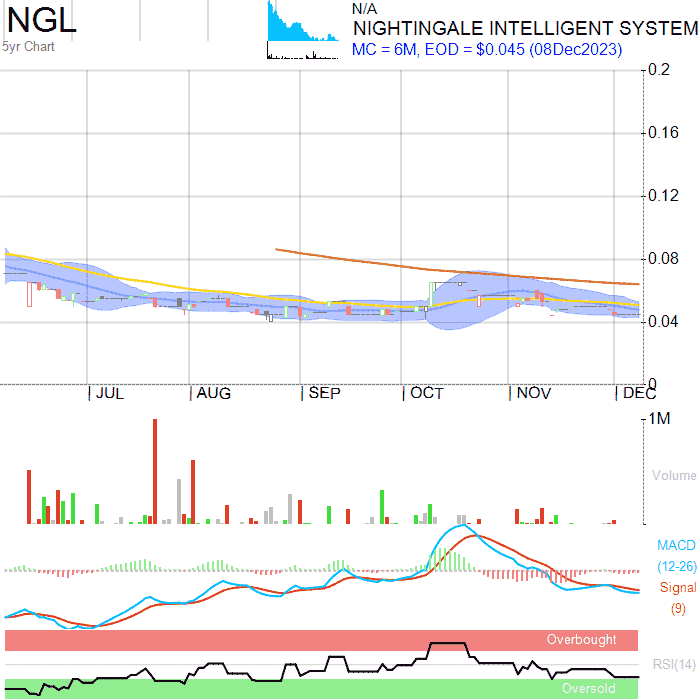 NGL
5yr Chart
N/A
NIGHTINGALE INTELLIGENT SYSTEM
MC = 6M, EOD = $0.045 (08Dec2023)
0.2
0.16
0.12
0.08
0.04
0
JUL AUG SEP OCT NOV DEC
1M
Volume
MACD
(12-26)
Signal
(9)
Overbought
RSI(14)
Oversold